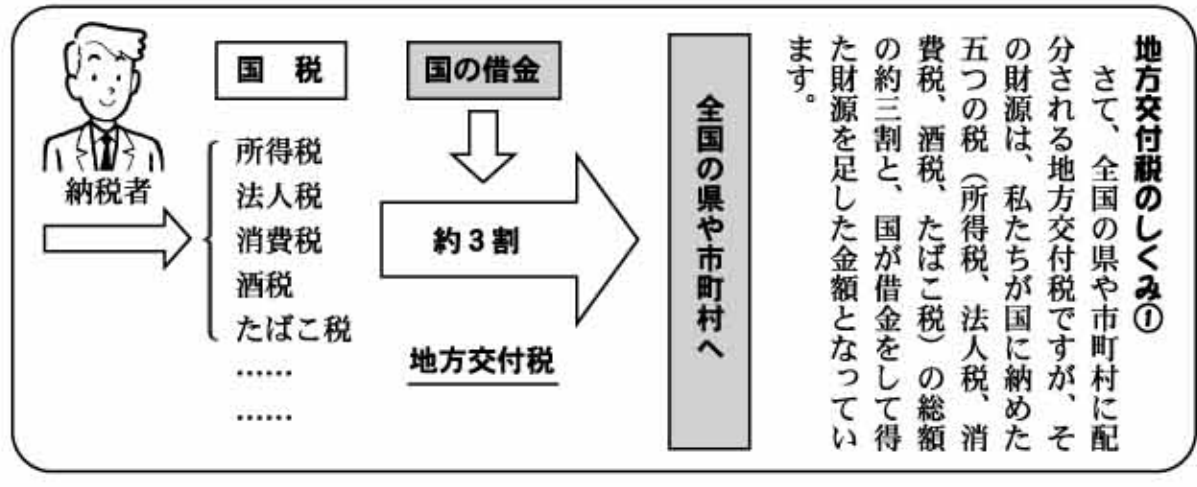 地方交付税のしくみ①
さて、全国の県や市町村に配
分される地方交付税ですが、そ
の財源は、私たちが国に納めた
五つの税（所得税、法人税、消
費税、酒税、たばこ税）の総額
の約三割と、国が借金をして得
た財源を足した金額となってい
ます。
全国の県や市町村へ
国の借金
約３割
地方交付税
国　税
所得税
法人税
消費税
酒税
たばこ税
……
……
納税者